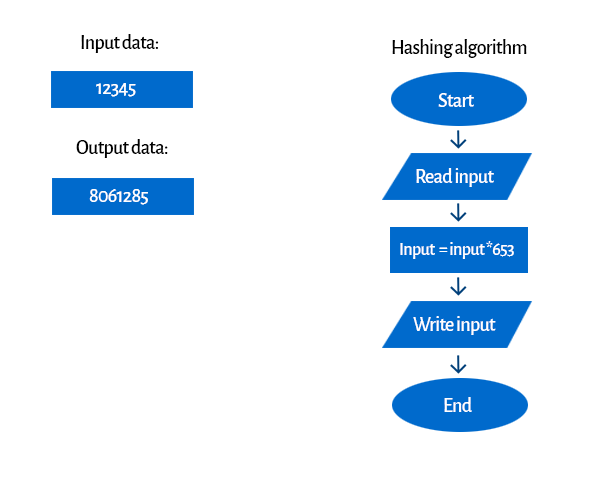 Input data:
12345
Output data:
8061285
Hashing algorithm
Start
Read input
Input = input*653
Write input
End